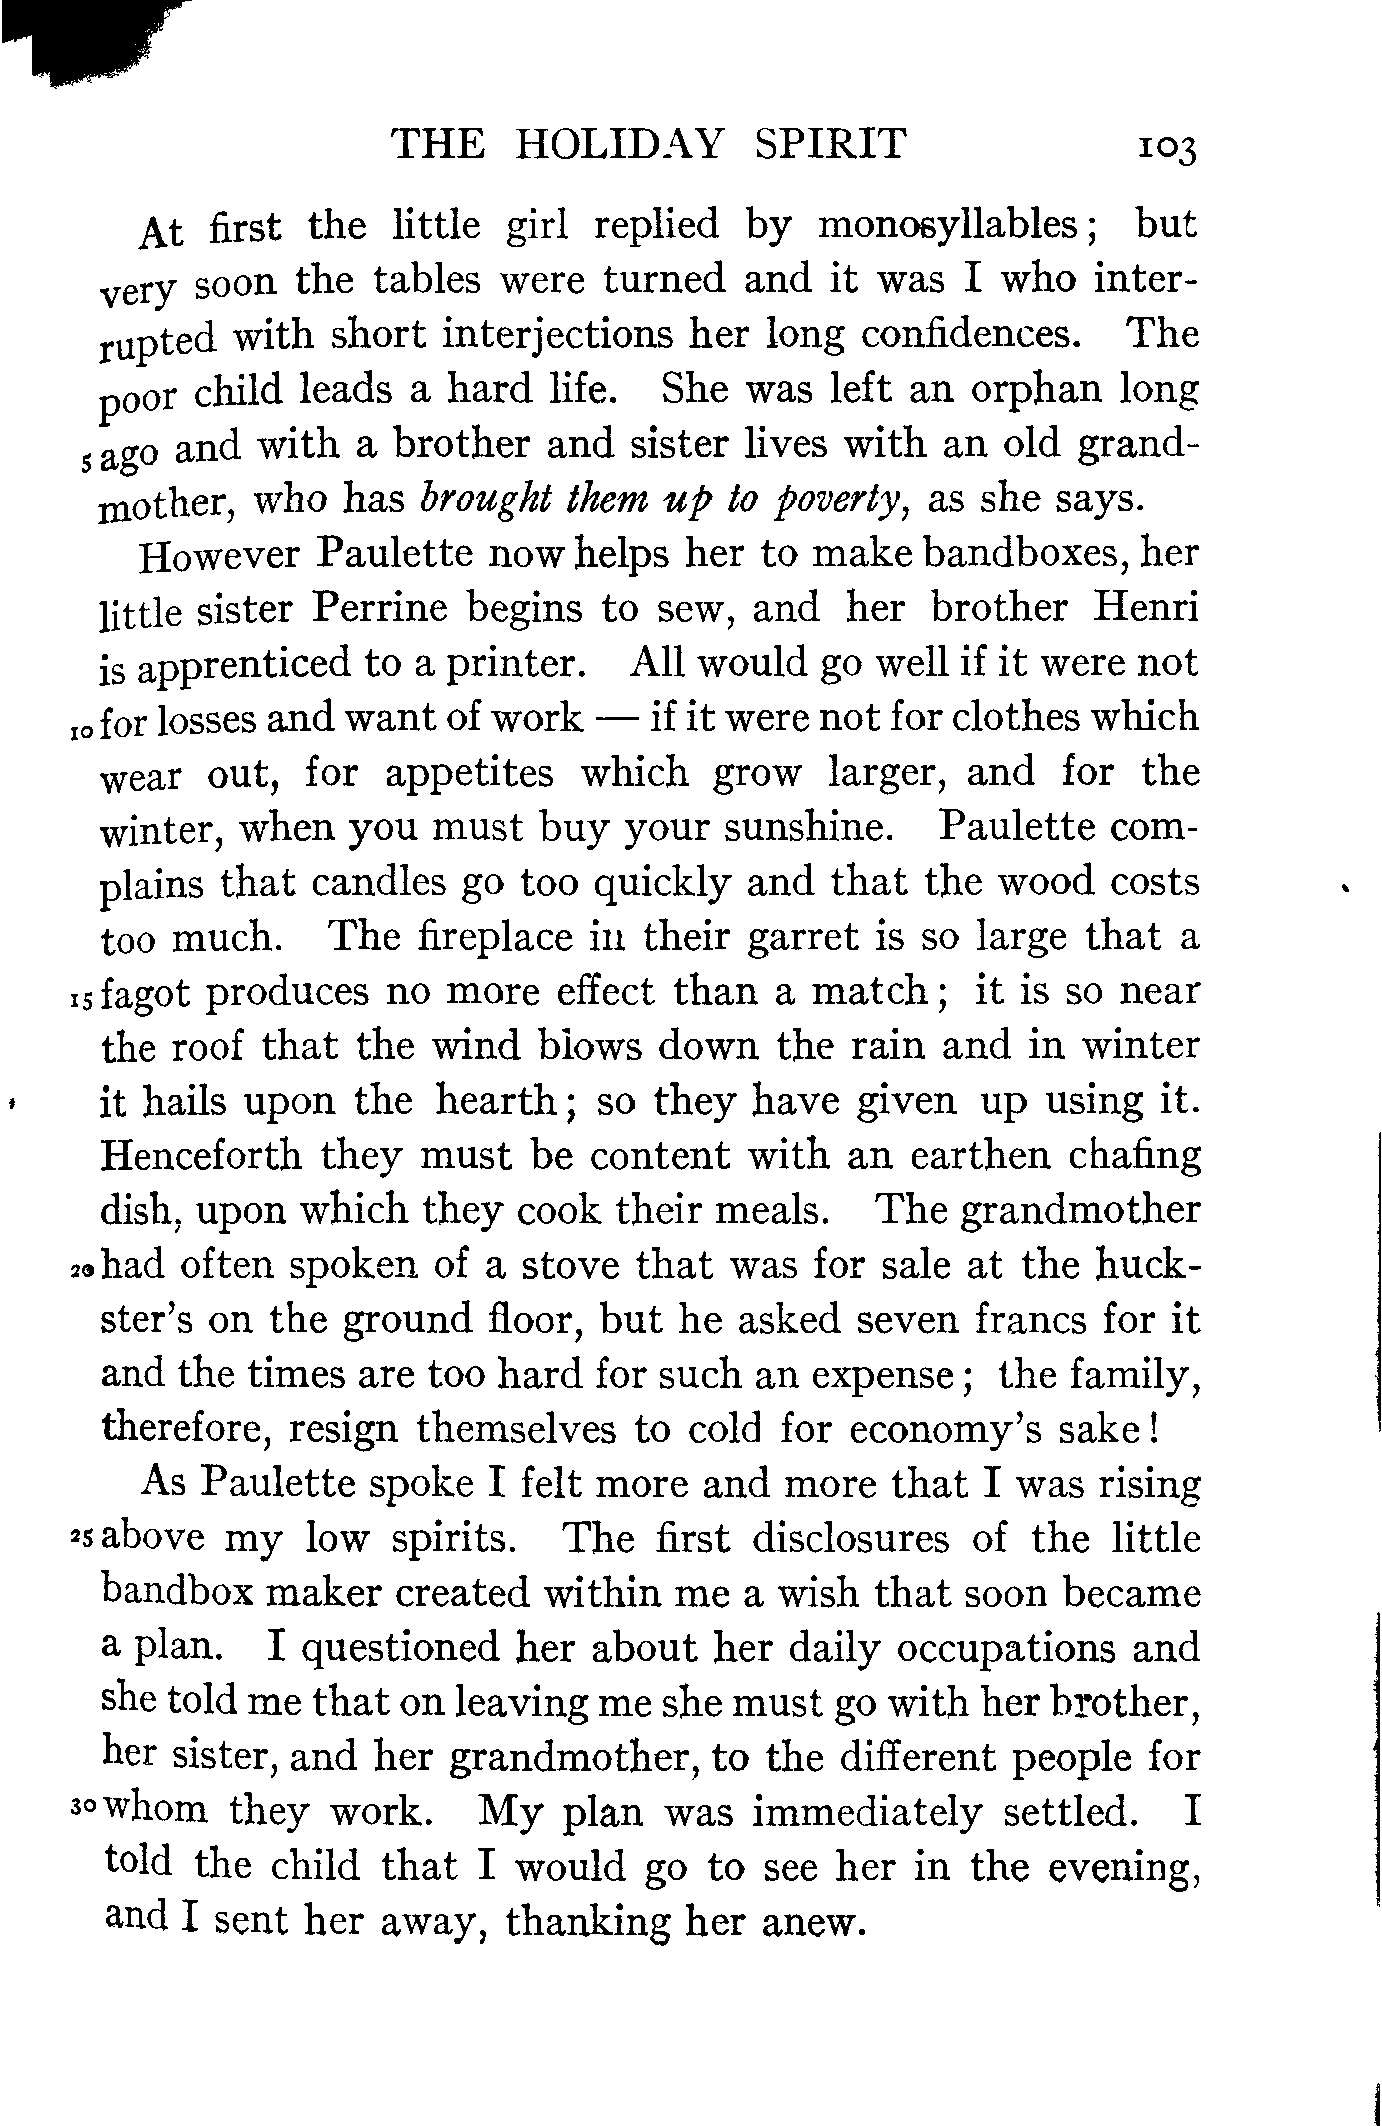 THE HOLIDAY SPIRIT 103
At first the little girl replied by monosyllables; but
very soon the tables were turned and it was I who inter-
rupted with short interjections her long confidences. The
poor child leads a hard life. She was left an orphan long
5 ago and with a brother and sister lives with an old grand-
mother, who has brought them up to poverty, as she says.
However Paulette now helps her to make bandboxes, her
little sister Perrine begins to sew, and her brother Henri
is apprenticed to a printer. All would go well if it were not
10 for losses and want of work — if it were not for clothes which
wear out, for appetites which grow larger, and for the
winter, when you must buy your sunshine. Paulette com-
plains that candles go too quickly and that the wood costs
too much. The fireplace in their garret is so large that a
15 fagot produces no more effect than a match; it is so near
the roof that the wind blows down the rain and in winter
it hails upon the hearth; so they have given up using it.
Henceforth they must be content with an earthen chafing
dish, upon which they cook their meals. The grandmother
20 had often spoken of a stove that was for sale at the huck-
ster's on the ground floor, but he asked seven francs for it
and the times are too hard for such an expense; the family,
therefore, resign themselves to cold for economy's sake!
As Paulette spoke I felt more and more that I was rising
25 above my low spirits. The first disclosures of the little
bandbox maker created within me a wish that soon became
a plan. I questioned her about her daily occupations and
she told me that on leaving me she must go with her brother,
her sister, and her grandmother, to the different people for
30 whom they work. My plan was immediately settled. I
told the child that I would go to see her in the evening,
and I sent her away, thanking her anew.